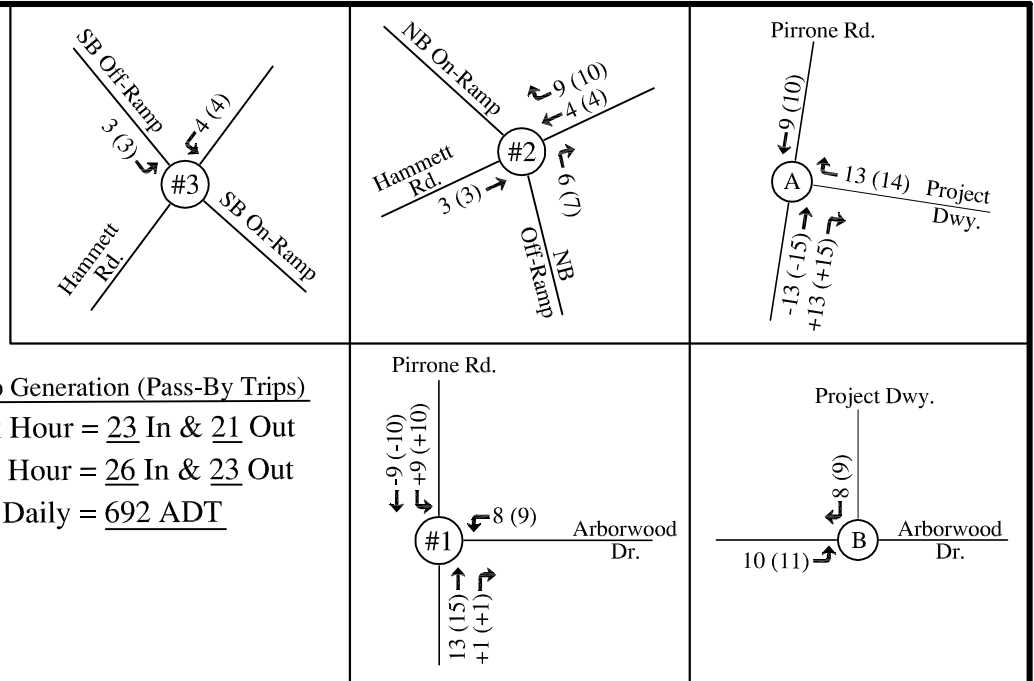 SB Off-Ramp
3 (3)
4 (4)
#3
Hammett
Rd.
SB On-Ramp
NB On-Ramp
9 (10)
4 (4)
#2
Hammett
Rd.
3 (3)
6 (7)
NB
Off-Ramp
Pirrone Rd.
9 (10)
A
13 (14)
Project
Dwy.
-13 (-15)
+13 (+15)
Generation (Pass-By Trips)
Hour = 23 In & 21 Out
Hour = 26 In & 23 Out
Daily = 692 ADT
Pirrone Rd.
-9 (-10)
+9 (+10)
8 (9)
#1
Arborwood
Dr.
13 (15)
+1 (+1)
Project Dwy.
8 (9)
B
Arborwood
Dr.
10 (11)